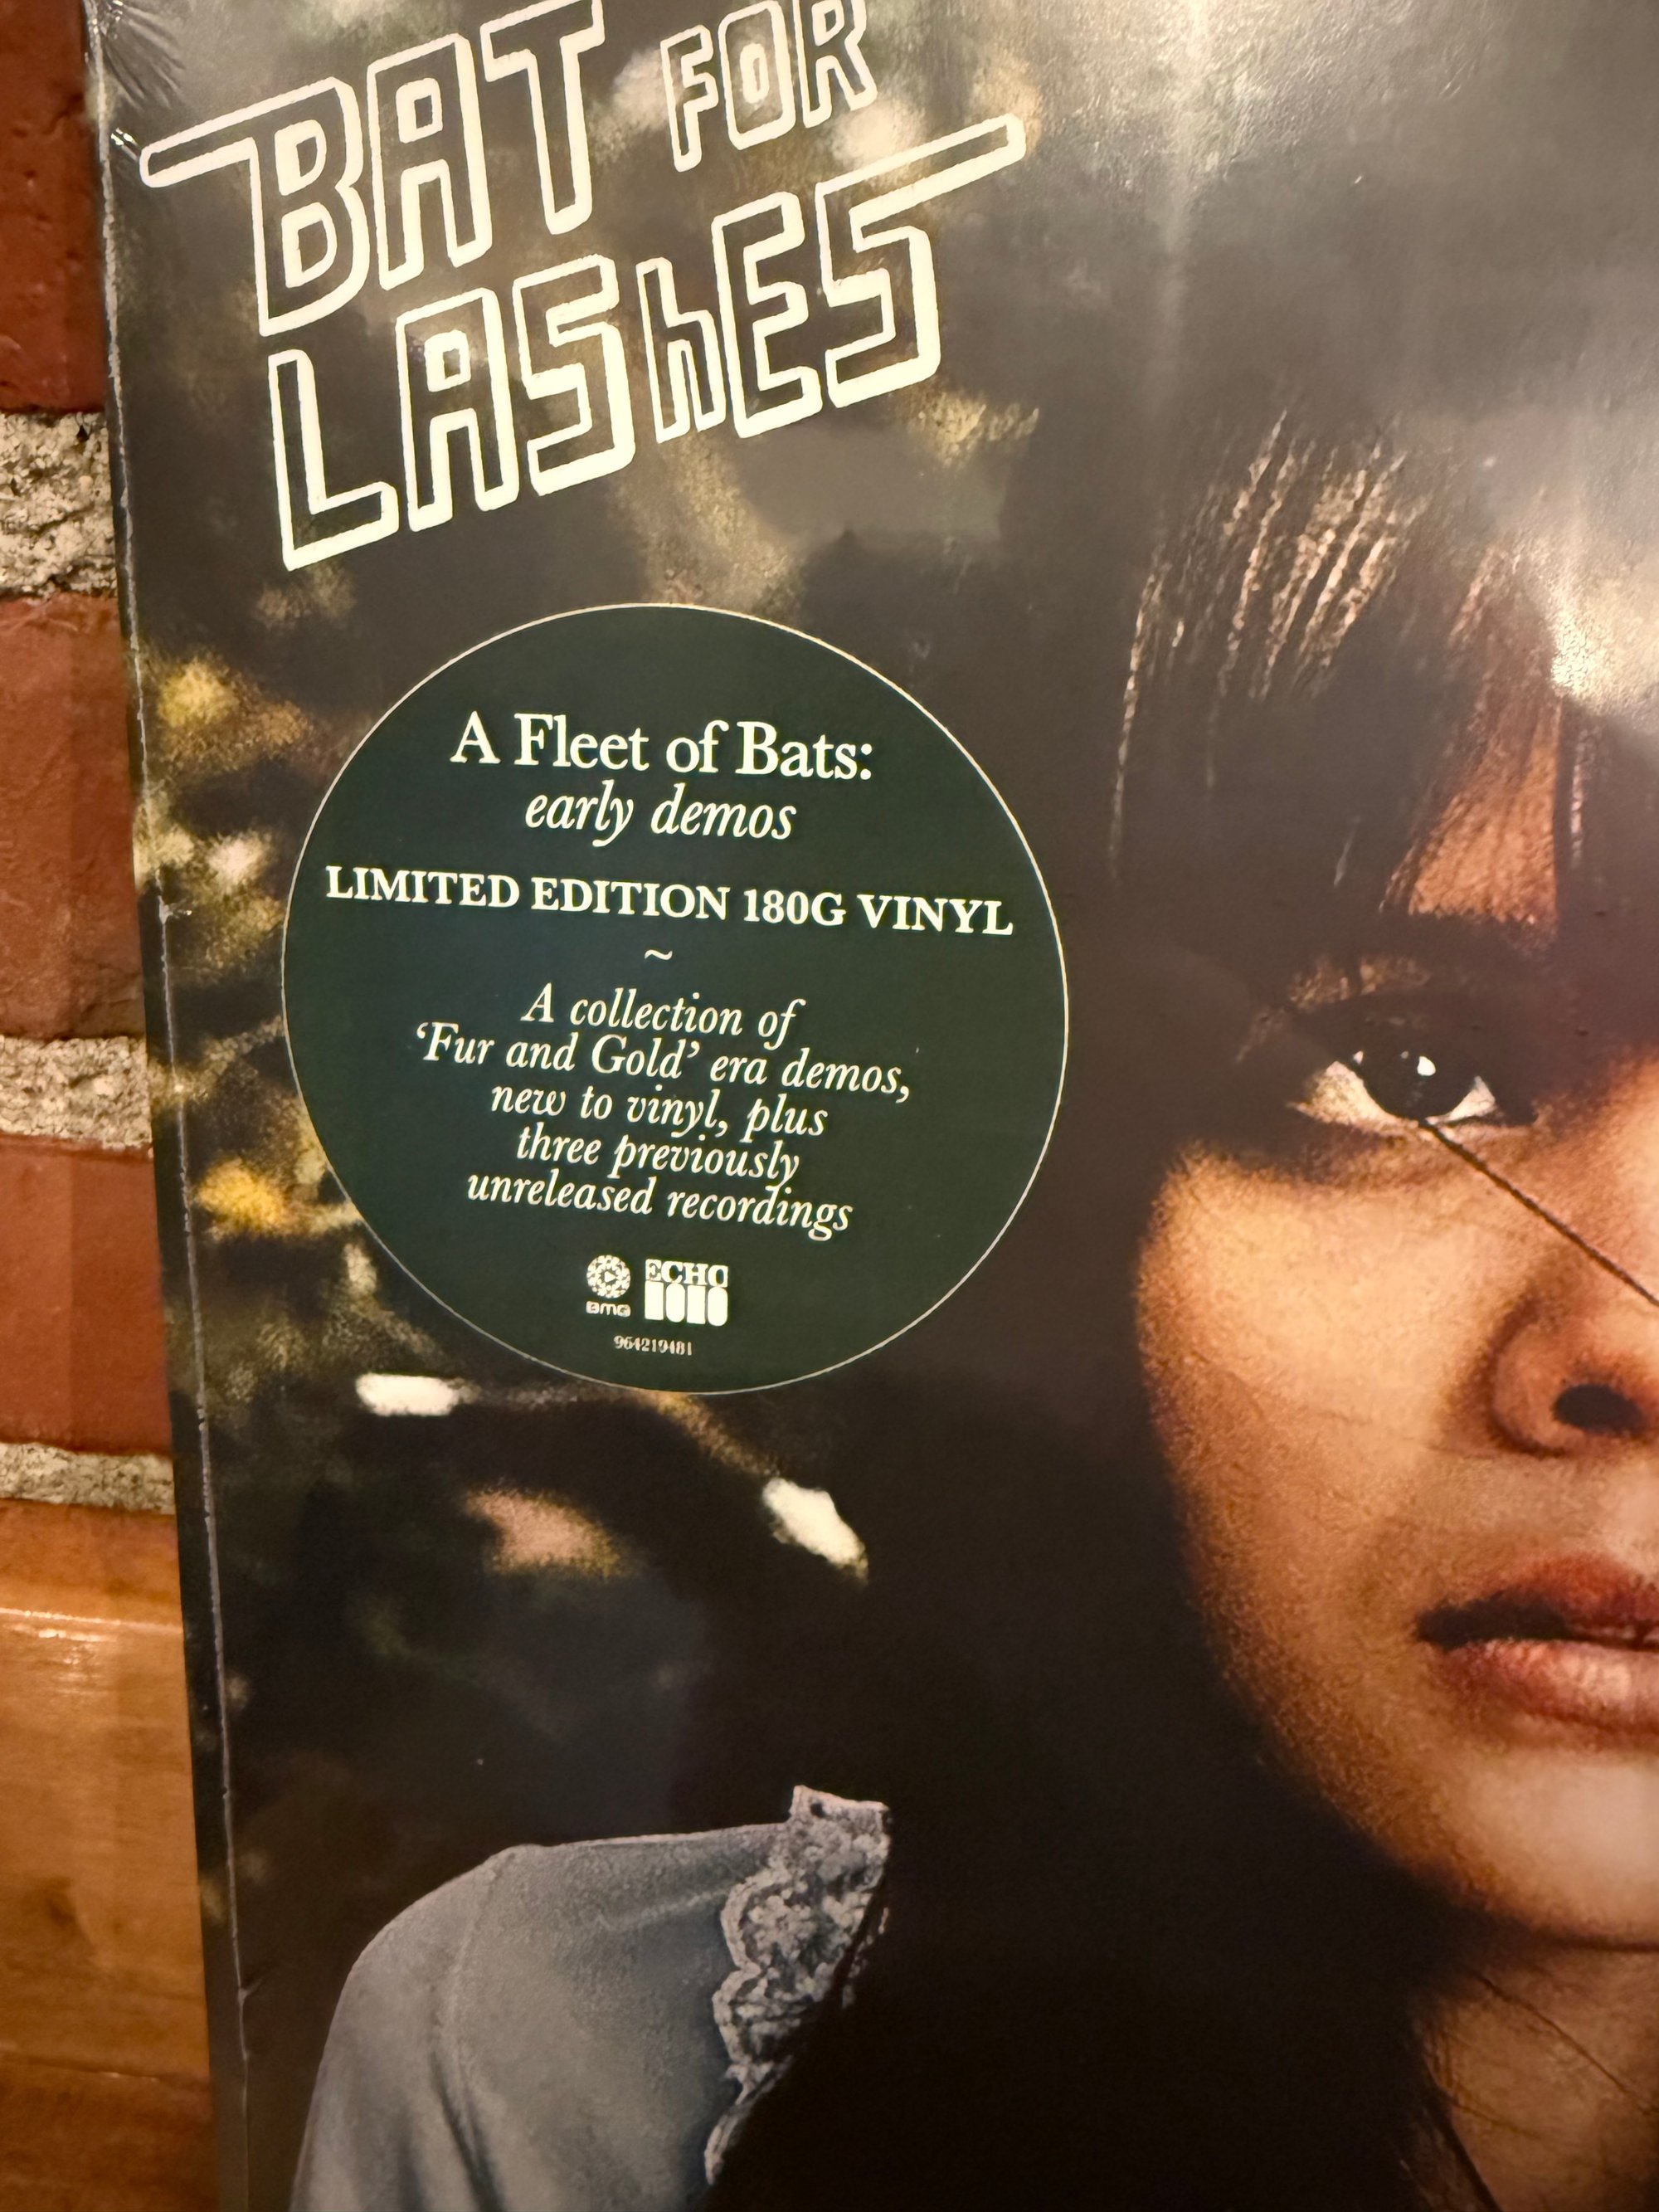 BAT FOR
LAShES
A Fleet of Bats:
early demos
LIMITED EDITION 180G VINYL
~
A collection of
‘Fur and Gold’ era demos,
new to vinyl, plus
three previously
unreleased recordings
BMG ECHO
964219481